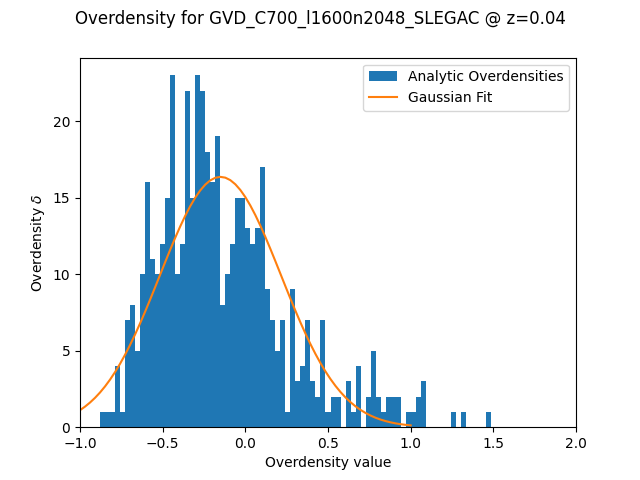 Overdensity for GVD_C700_l1600n2048_SLEGAC @ z=0.04
Analytic Overdensities
Gaussian Fit
Overdensity δ
20
15
10
5
0
−1.0 −0.5 0.0 0.5 1.0 1.5 2.0
Overdensity value